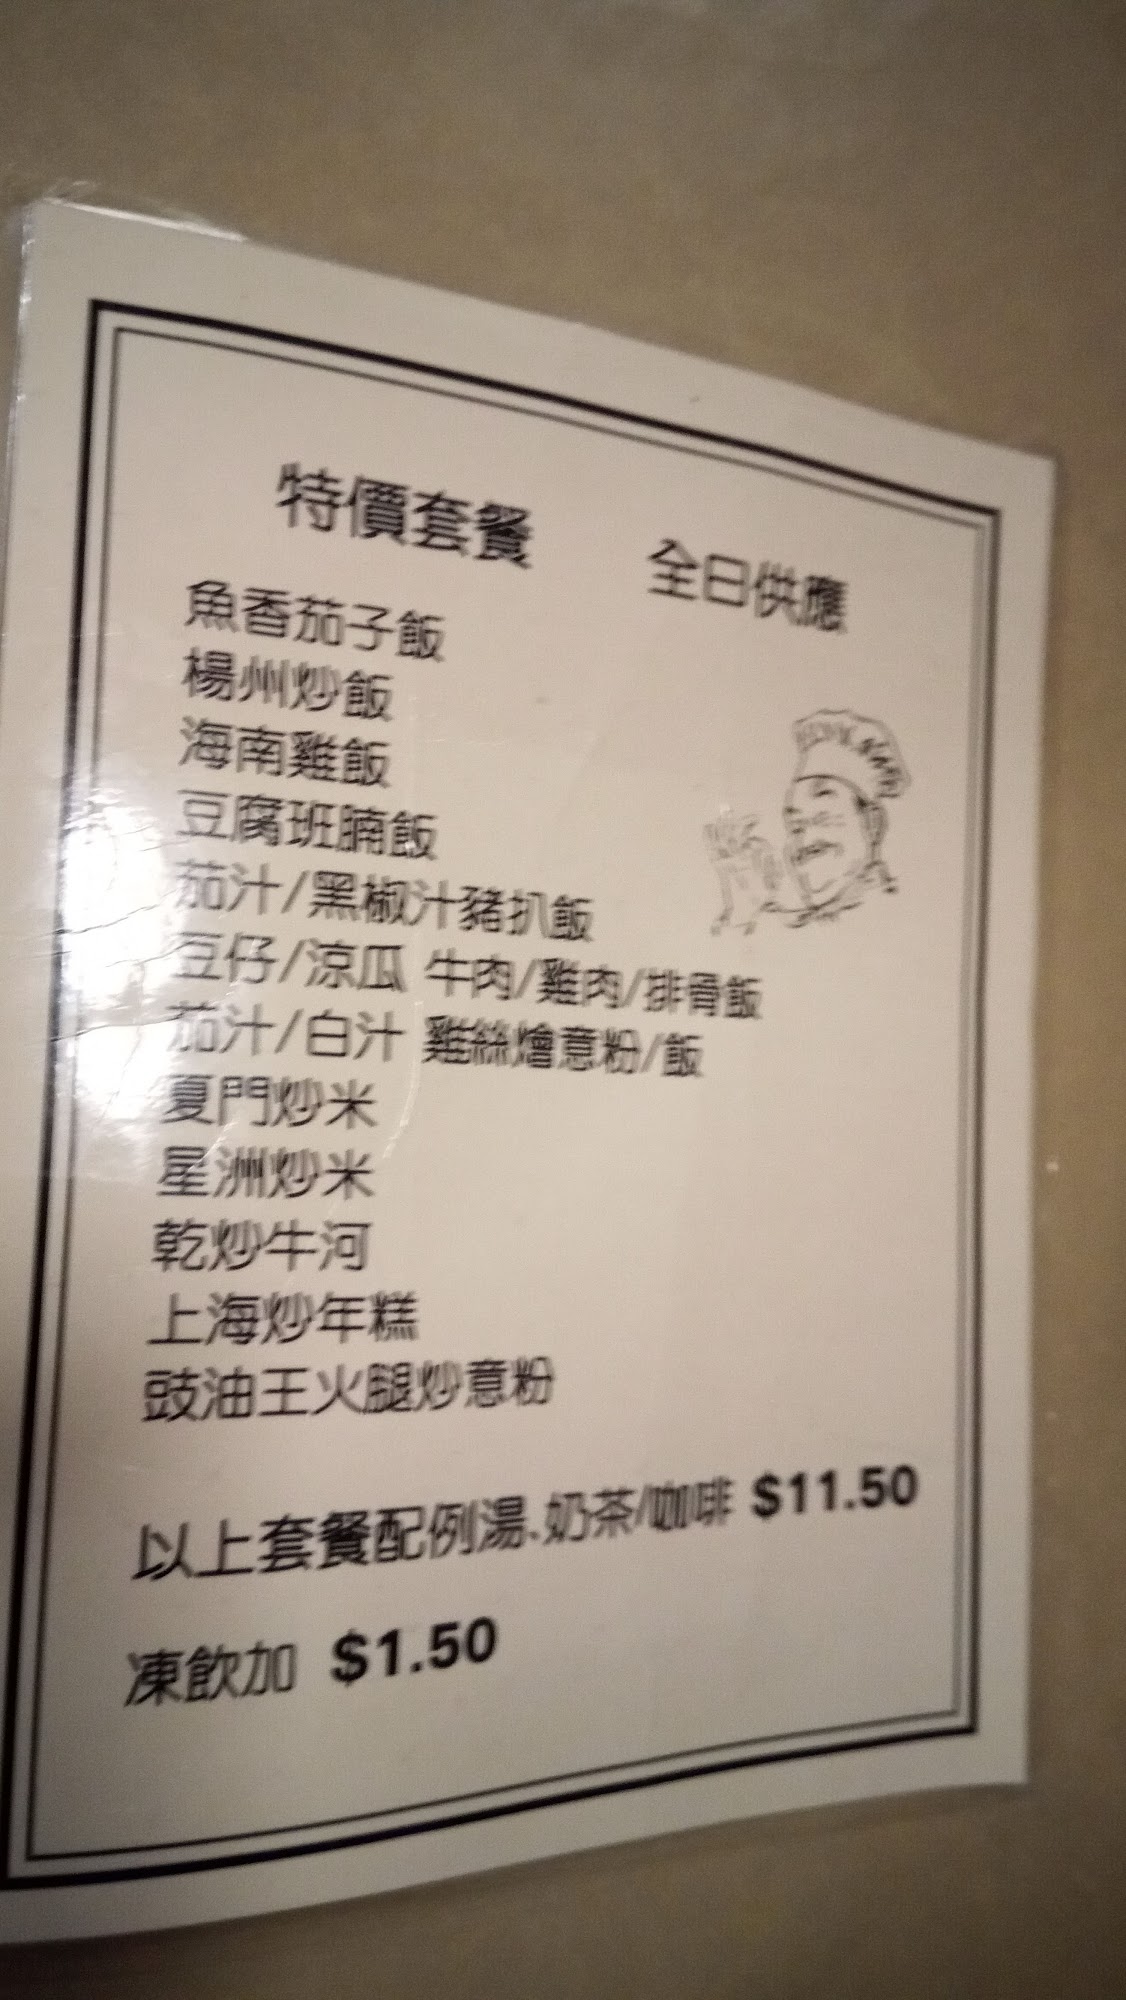 特價套餐 全日供應
魚香茄子飯
楊州炒飯
海南雞飯
豆腐班腩飯
茄汁/黑椒汁豬扒飯
豆仔/涼瓜 牛肉/雞肉/排骨飯
茄汁/白汁 雞絲燴意粉/飯
夏門炒米
星洲炒米
乾炒牛河
上海炒年糕
豉油王火腿炒意粉
以上套餐配例湯、奶茶/咖啡 $11.50
凍飲加 $1.50